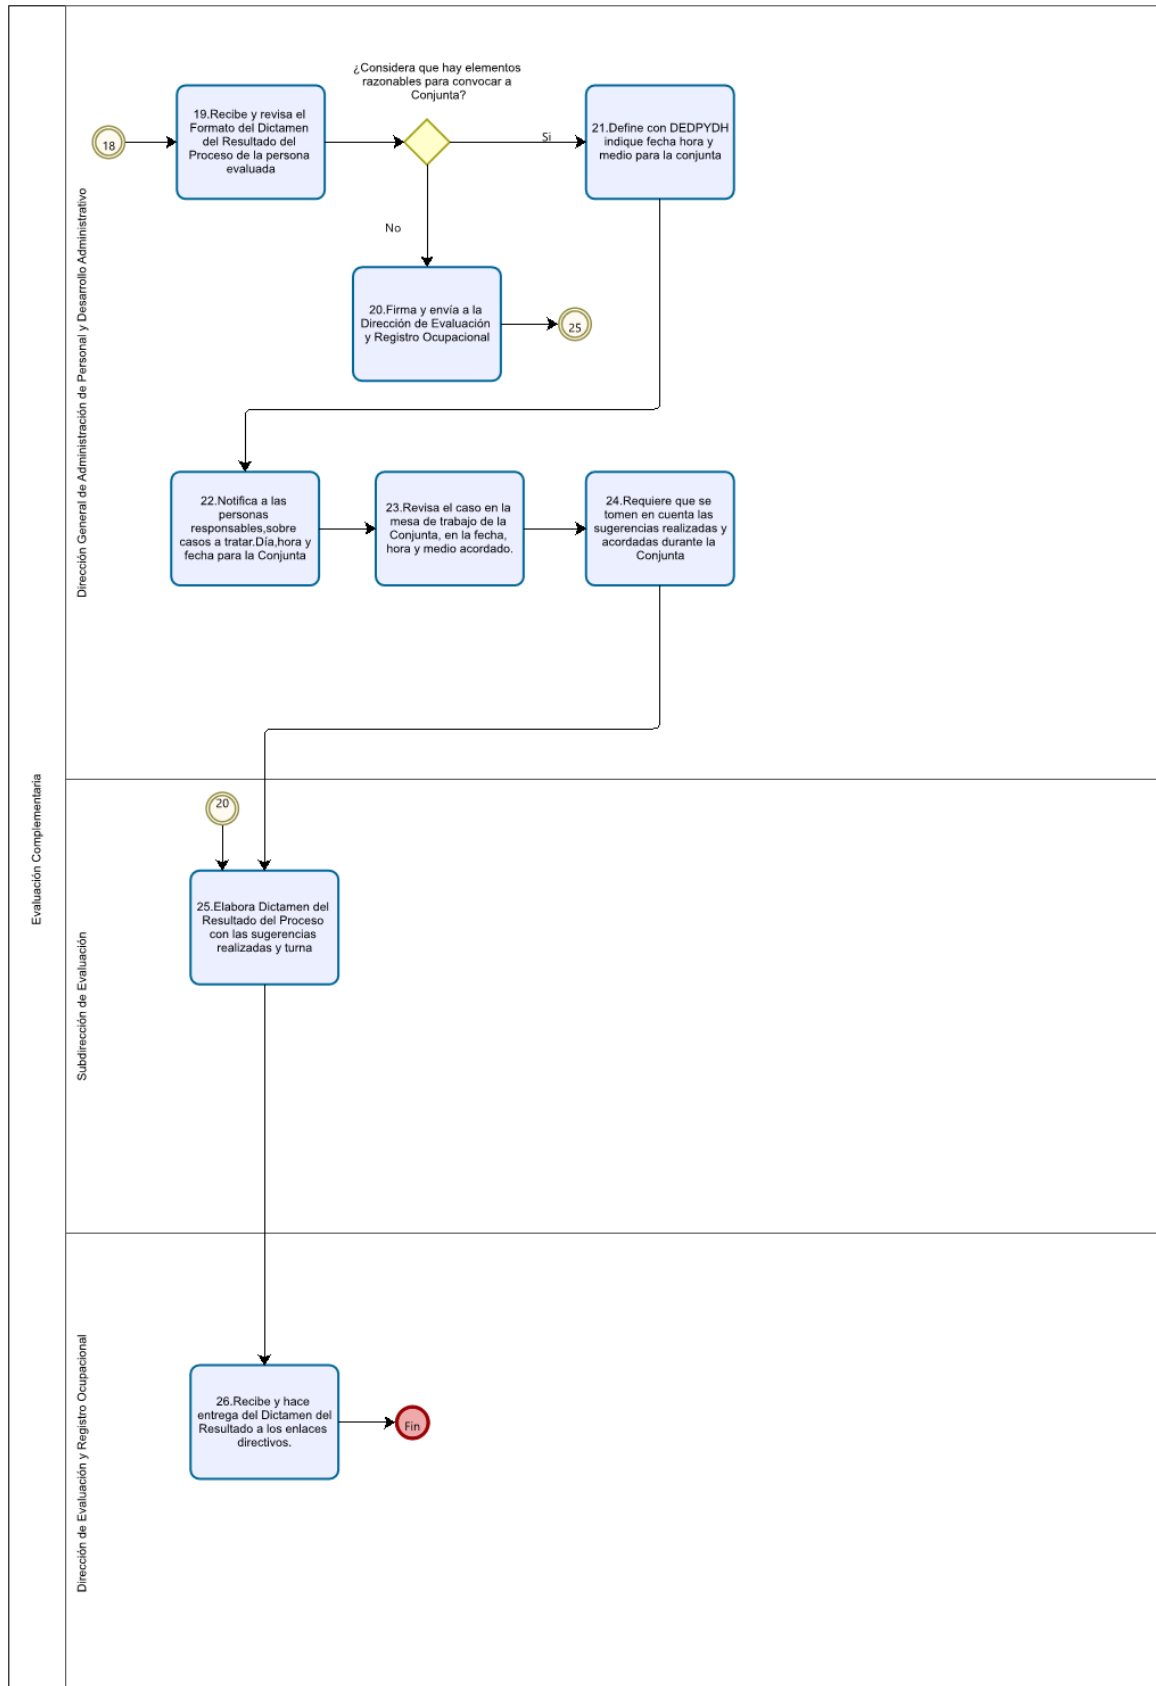 Evaluación Complementaria
Dirección General de Administración de Personal y Desarrollo Administrativo
¿Considera que hay elementos
razonables para convocar a
Conjunta?
18
19.Recibe y revisa el
Formato del Dictamen
del Resultado del
Proceso de la persona
evaluada
Si
21.Define con DEDPYDH
indique fecha hora y
medio para la conjunta
No
20.Firma y envía a la
Dirección de Evaluación
y Registro Ocupacional
25
22.Notifica a las
personas
responsables,sobre
casos a tratar.Día,hora y
fecha para la Conjunta
23.Revisa el caso en la
mesa de trabajo de la
Conjunta, en la fecha,
hora y medio acordado.
24.Requiere que se
tomen en cuenta las
sugerencias realizadas y
acordadas durante la
Conjunta
Subdirección de Evaluación
20
25.Elabora Dictamen del
Resultado del Proceso
con las sugerencias
realizadas y turna
Dirección de Evaluación y Registro Ocupacional
26.Recibe y hace
entrega del Dictamen del
Resultado a los enlaces
directivos.
Fin